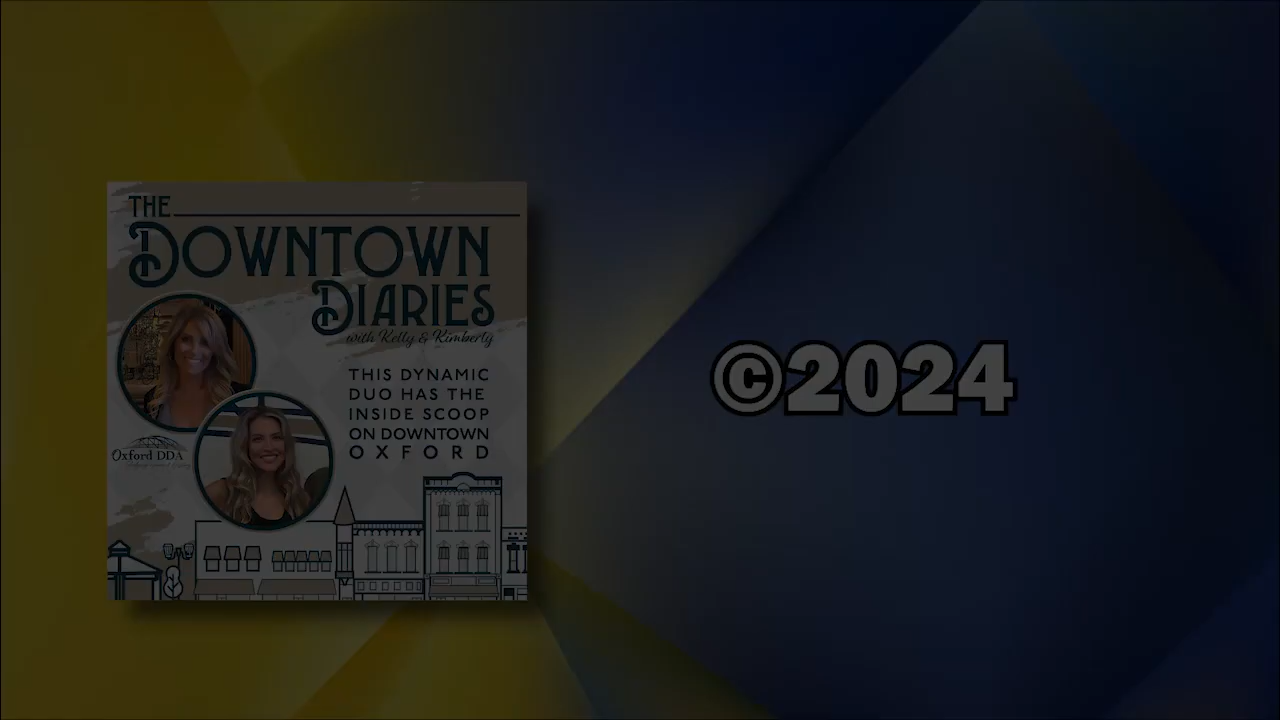 THE
DOWNTOWN
DIARIES
with Kelly & Kimberly
THIS DYNAMIC
DUO HAS THE
INSIDE SCOOP
ON DOWNTOWN
OXFORD
Oxford DDA
©2024